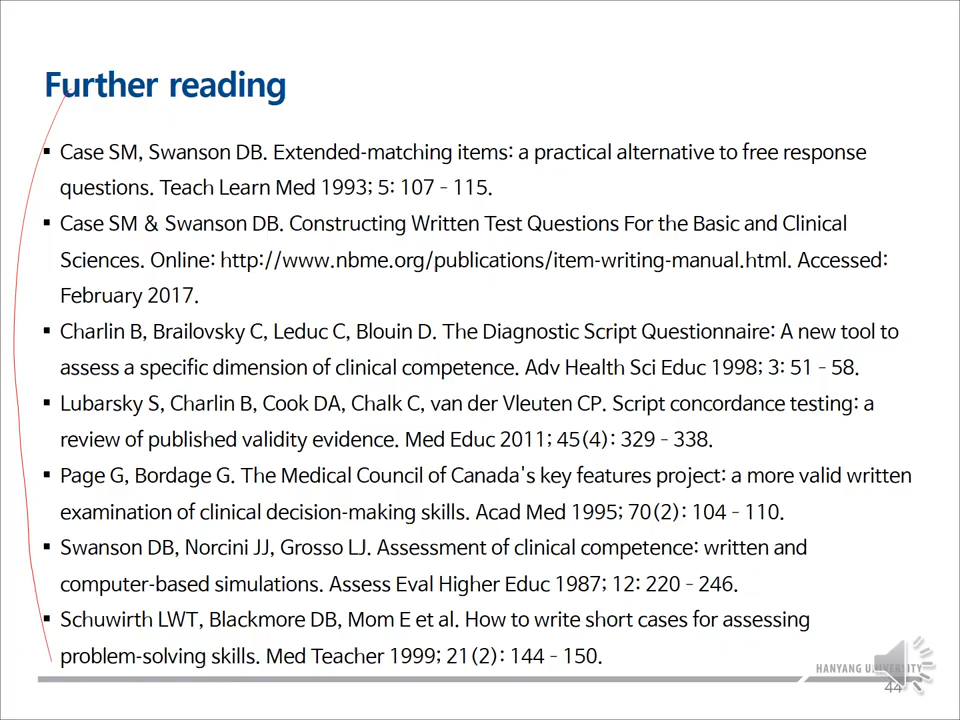 Further reading
▪ Case SM, Swanson DB. Extended-matching items: a practical alternative to free response
questions. Teach Learn Med 1993; 5: 107 – 115.
▪ Case SM & Swanson DB. Constructing Written Test Questions For the Basic and Clinical
Sciences. Online: http://www.nbme.org/publications/item-writing-manual.html. Accessed:
February 2017.
▪ Charlin B, Brailovsky C, Leduc C, Blouin D. The Diagnostic Script Questionnaire: A new tool to
assess a specific dimension of clinical competence. Adv Health Sci Educ 1998; 3: 51 – 58.
▪ Lubarsky S, Charlin B, Cook DA, Chalk C, van der Vleuten CP. Script concordance testing: a
review of published validity evidence. Med Educ 2011; 45(4): 329 – 338.
▪ Page G, Bordage G. The Medical Council of Canada's key features project: a more valid written
examination of clinical decision-making skills. Acad Med 1995; 70(2): 104 – 110.
▪ Swanson DB, Norcini JJ, Grosso LJ. Assessment of clinical competence: written and
computer-based simulations. Assess Eval Higher Educ 1987; 12: 220 – 246.
▪ Schuwirth LWT, Blackmore DB, Mom E et al. How to write short cases for assessing
problem-solving skills. Med Teacher 1999; 21(2): 144 – 150.
HANYANG UNIVERSITY
44